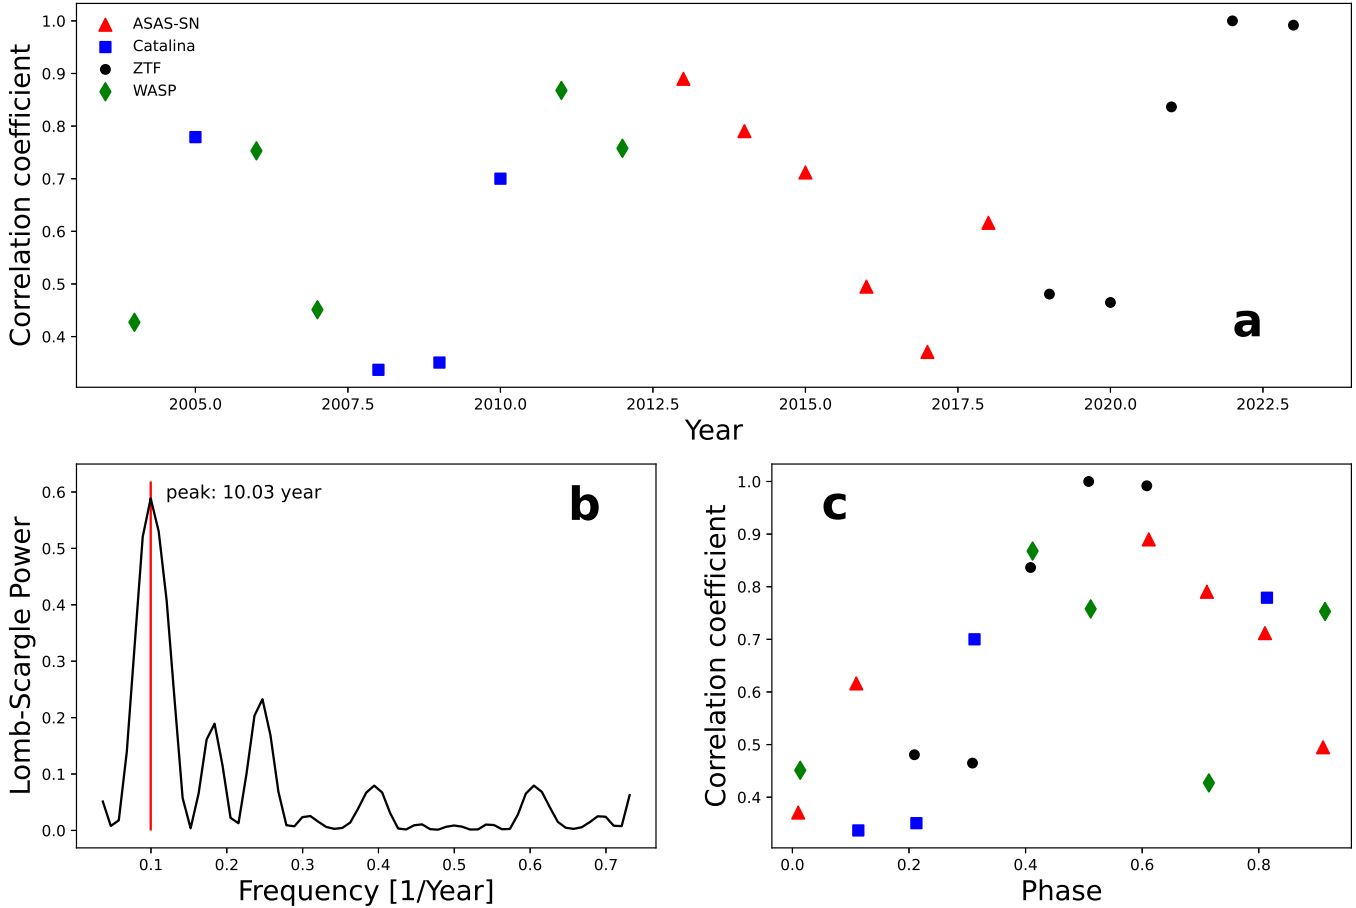 1.0
0.9
0.8
0.7
0.6
0.5
0.4
Correlation coefficient
ASAS-SN
Catalina
ZTF
WASP
a
2005.0 2007.5 2010.0 2012.5 2015.0 2017.5 2020.0 2022.5
Year
0.6
0.5
0.4
0.3
0.2
0.1
0.0
Lomb-Scargle Power
peak: 10.03 year
b
0.1 0.2 0.3 0.4 0.5 0.6 0.7
Frequency [1/Year]
1.0
0.9
0.8
0.7
0.6
0.5
0.4
Correlation coefficient
c
0.0 0.2 0.4 0.6 0.8
Phase